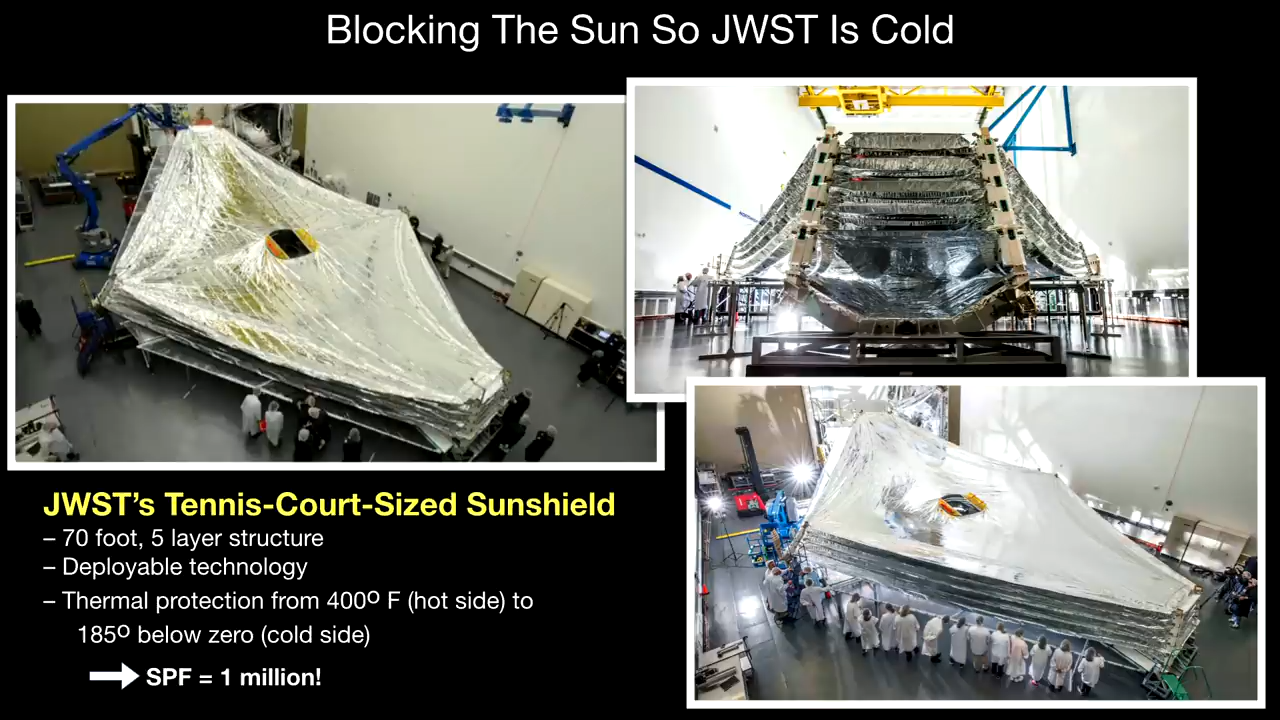 Blocking The Sun So JWST Is Cold
JWST’s Tennis-Court-Sized Sunshield
– 70 foot, 5 layer structure
– Deployable technology
– Thermal protection from 400º F (hot side) to
185º below zero (cold side)
SPF = 1 million!